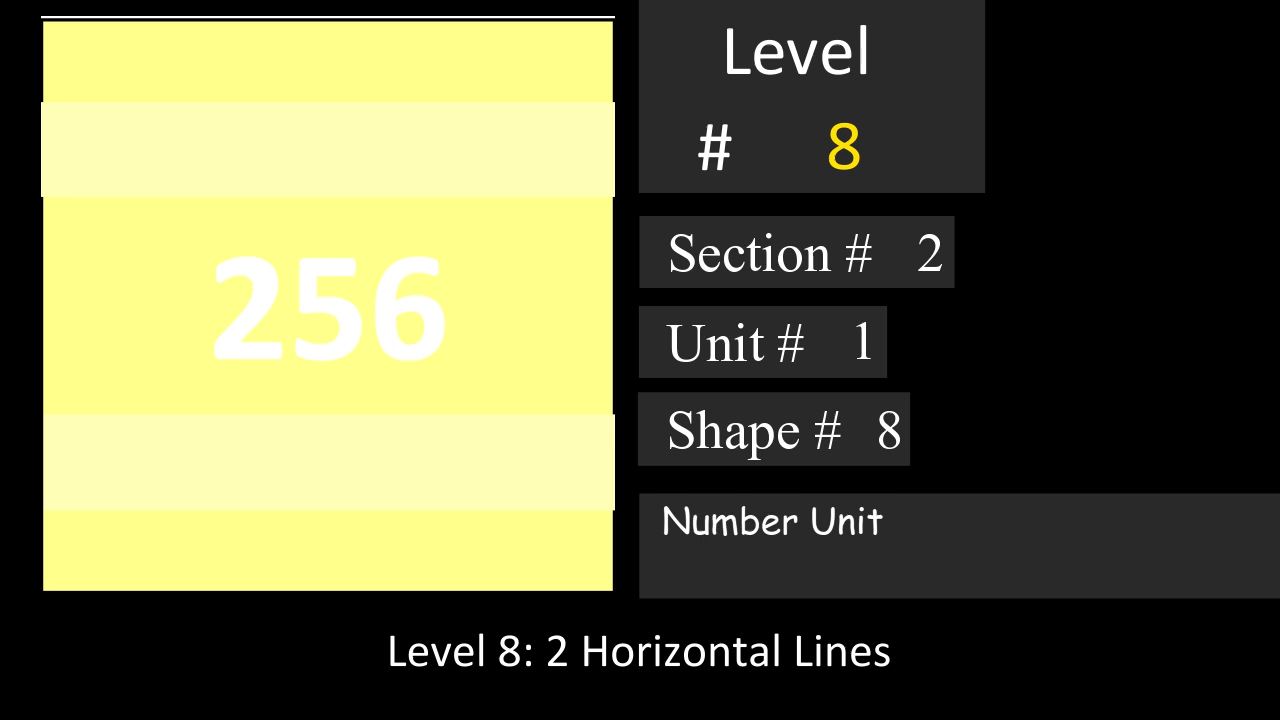 256
Level
# 8
Section # 2
Unit # 1
Shape # 8
Number Unit
Level 8: 2 Horizontal Lines